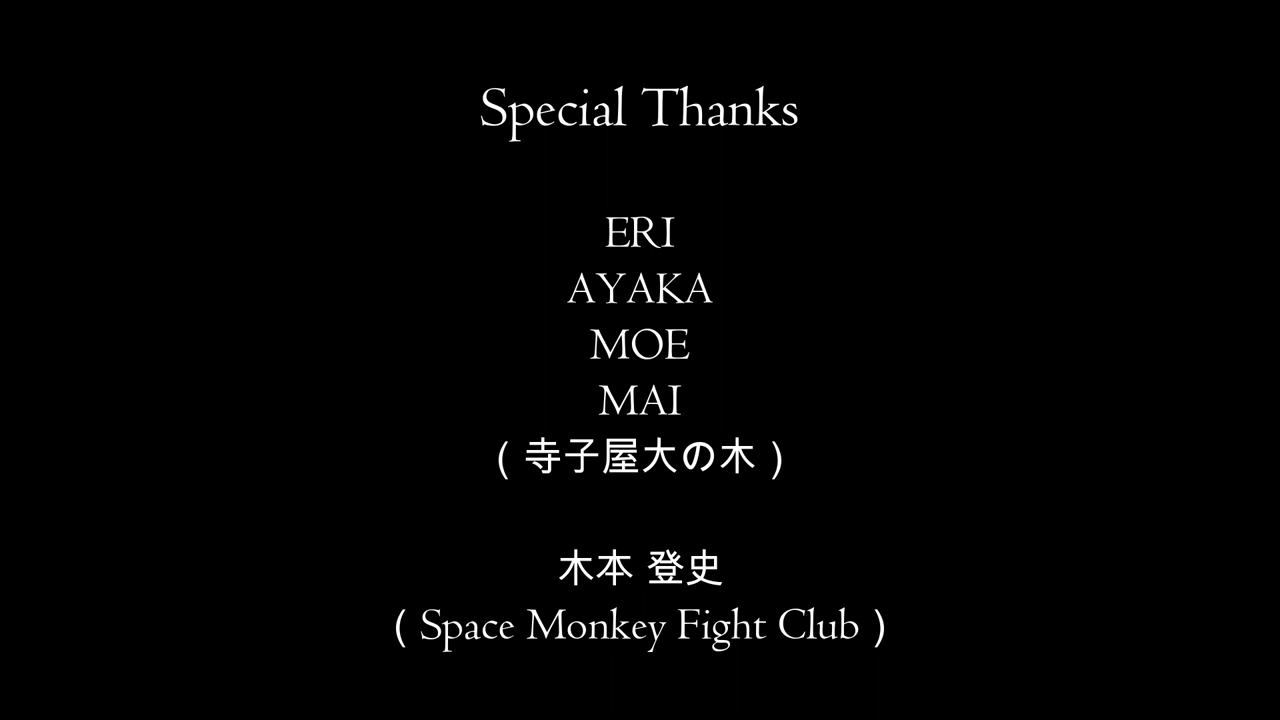 Special Thanks
ERI
AYAKA
MOE
MAI
( 寺子屋大の木 )
木本 登史
( Space Monkey Fight Club )